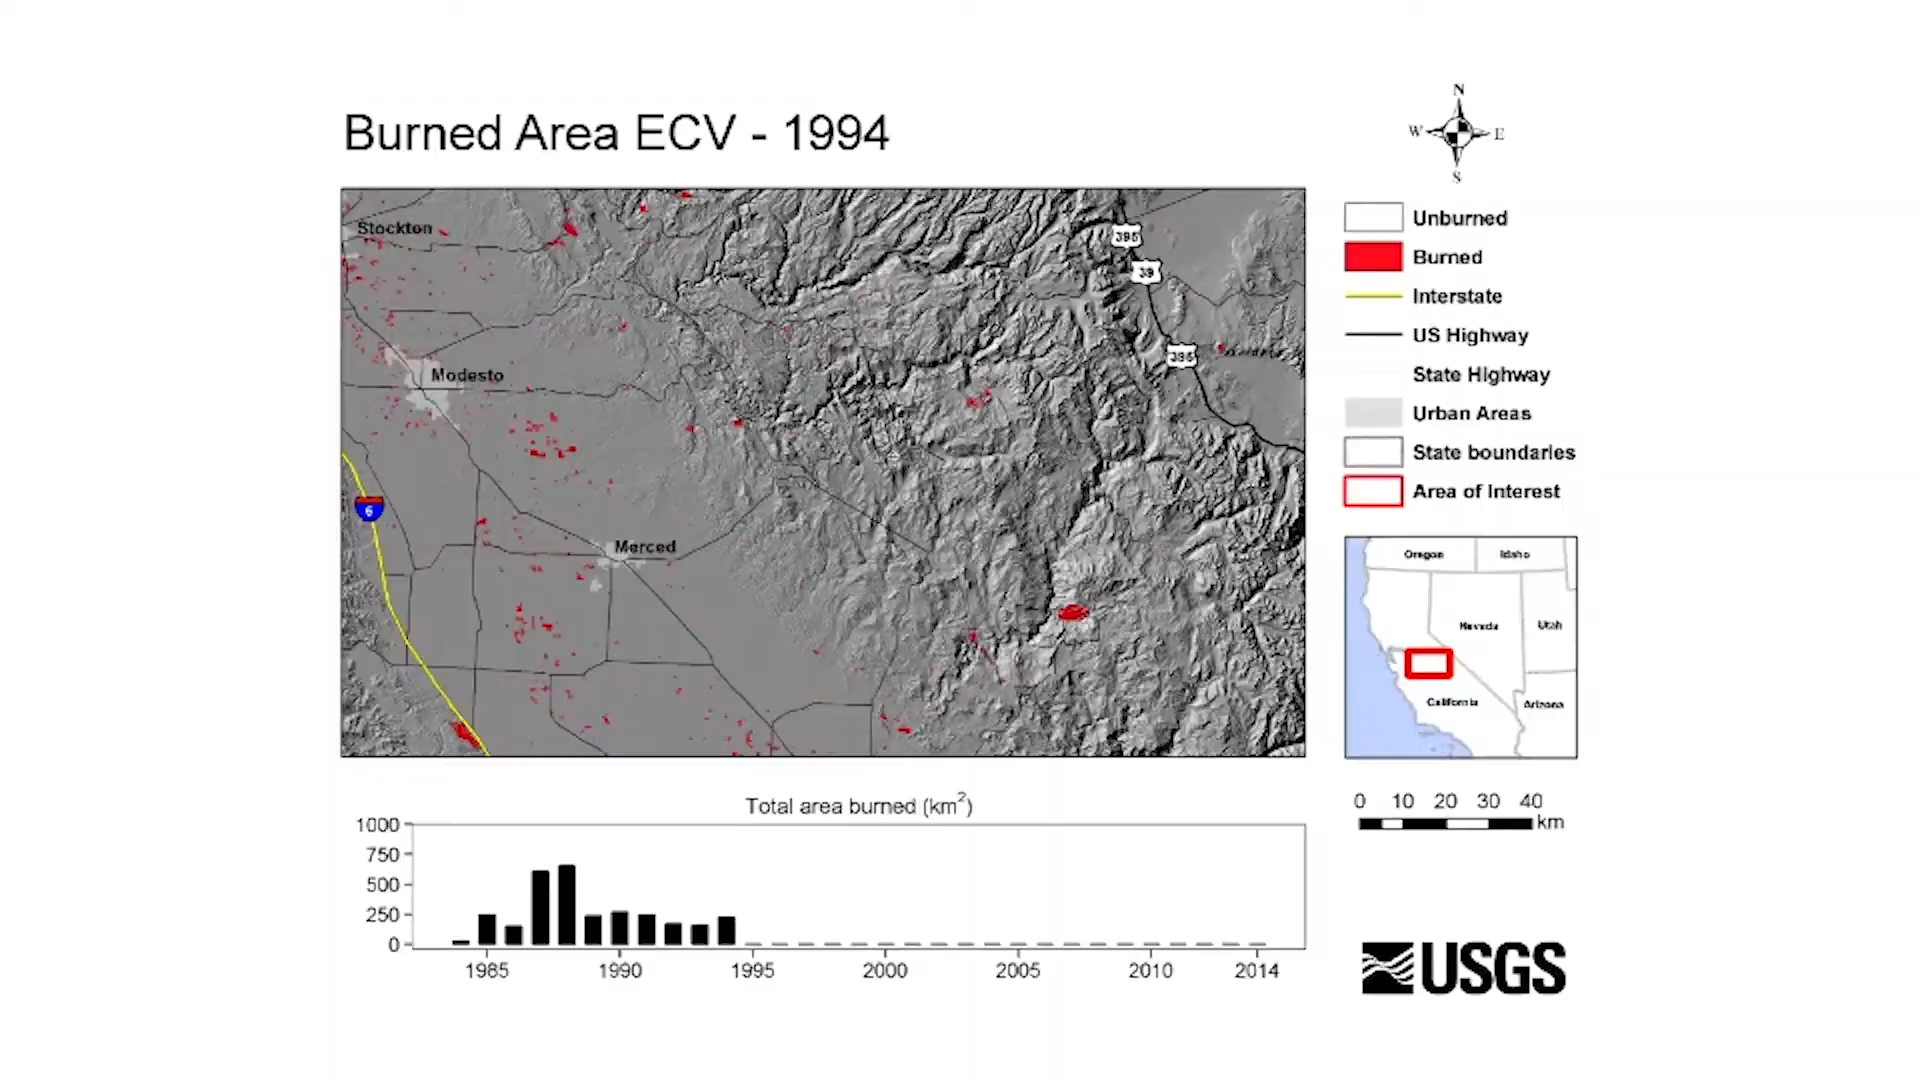 Burned Area ECV - 1994
N
W E
S
Stockton
Modesto
Merced
6
395
39
395
Unburned
Burned
Interstate
US Highway
State Highway
Urban Areas
State boundaries
Area of Interest
Oregon Idaho
Nevada Utah
California Arizona
0 10 20 30 40
km
Total area burned (km²)
1000
750
500
250
0
1985 1990 1995 2000 2005 2010 2014
USGS